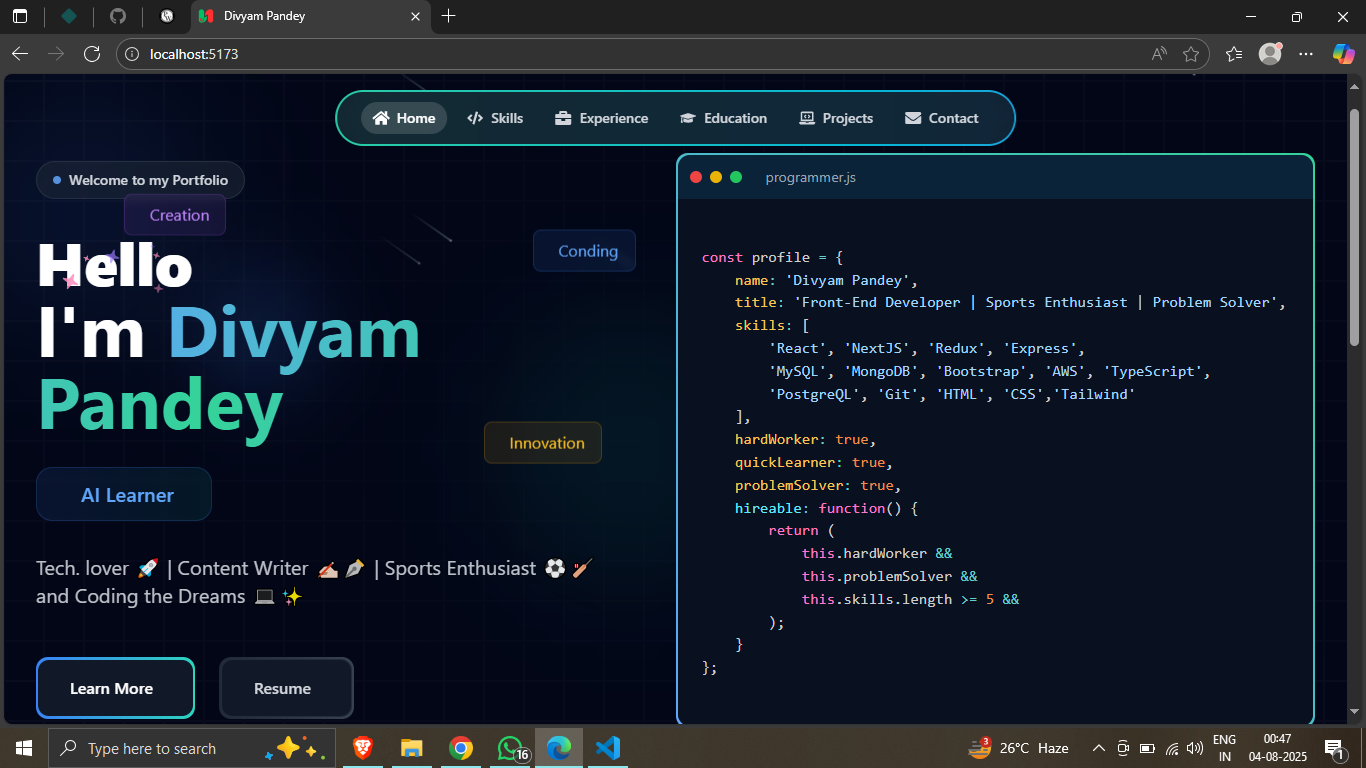 Divyam Pandey
localhost:5173
Home Skills Experience Education Projects Contact
Welcome to my Portfolio
Creation
Conding
Hello
I'm Divyam
Pandey
Innovation
AI Learner
Tech. lover 🚀 | Content Writer ✍🏻 🖋️ | Sports Enthusiast ⚽ 🏏
and Coding the Dreams 💻 ✨
Learn More
Resume
programmer.js
const profile = {
    name: 'Divyam Pandey',
    title: 'Front-End Developer | Sports Enthusiast | Problem Solver',
    skills: [
        'React', 'NextJS', 'Redux', 'Express',
        'MySQL', 'MongoDB', 'Bootstrap', 'AWS', 'TypeScript',
        'PostgreQL', 'Git', 'HTML', 'CSS','Tailwind'
    ],
    hardWorker: true,
    quickLearner: true,
    problemSolver: true,
    hireable: function() {
        return (
            this.hardWorker &&
            this.problemSolver &&
            this.skills.length >= 5 &&
        );
    }
};
Type here to search
16
3
26°C Haze
ENG
IN
00:47
04-08-2025
1